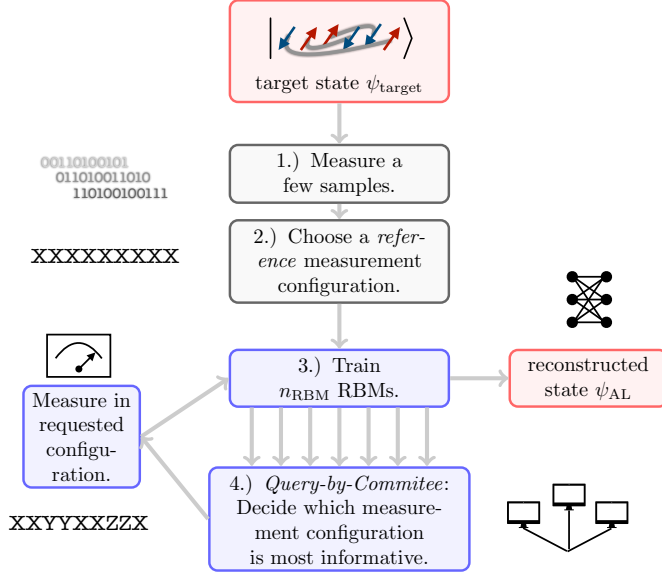 target state ψtarget
00110100101
011010011010
110100100111
1.) Measure a
few samples.
2.) Choose a refer-
ence measurement
configuration.
XXXXXXXXX
3.) Train
nRBM RBMs.
reconstructed
state ψAL
Measure in
requested
configu-
ration.
4.) Query-by-Commitee:
Decide which measure-
ment configuration
is most informative.
XXYYXXZZX